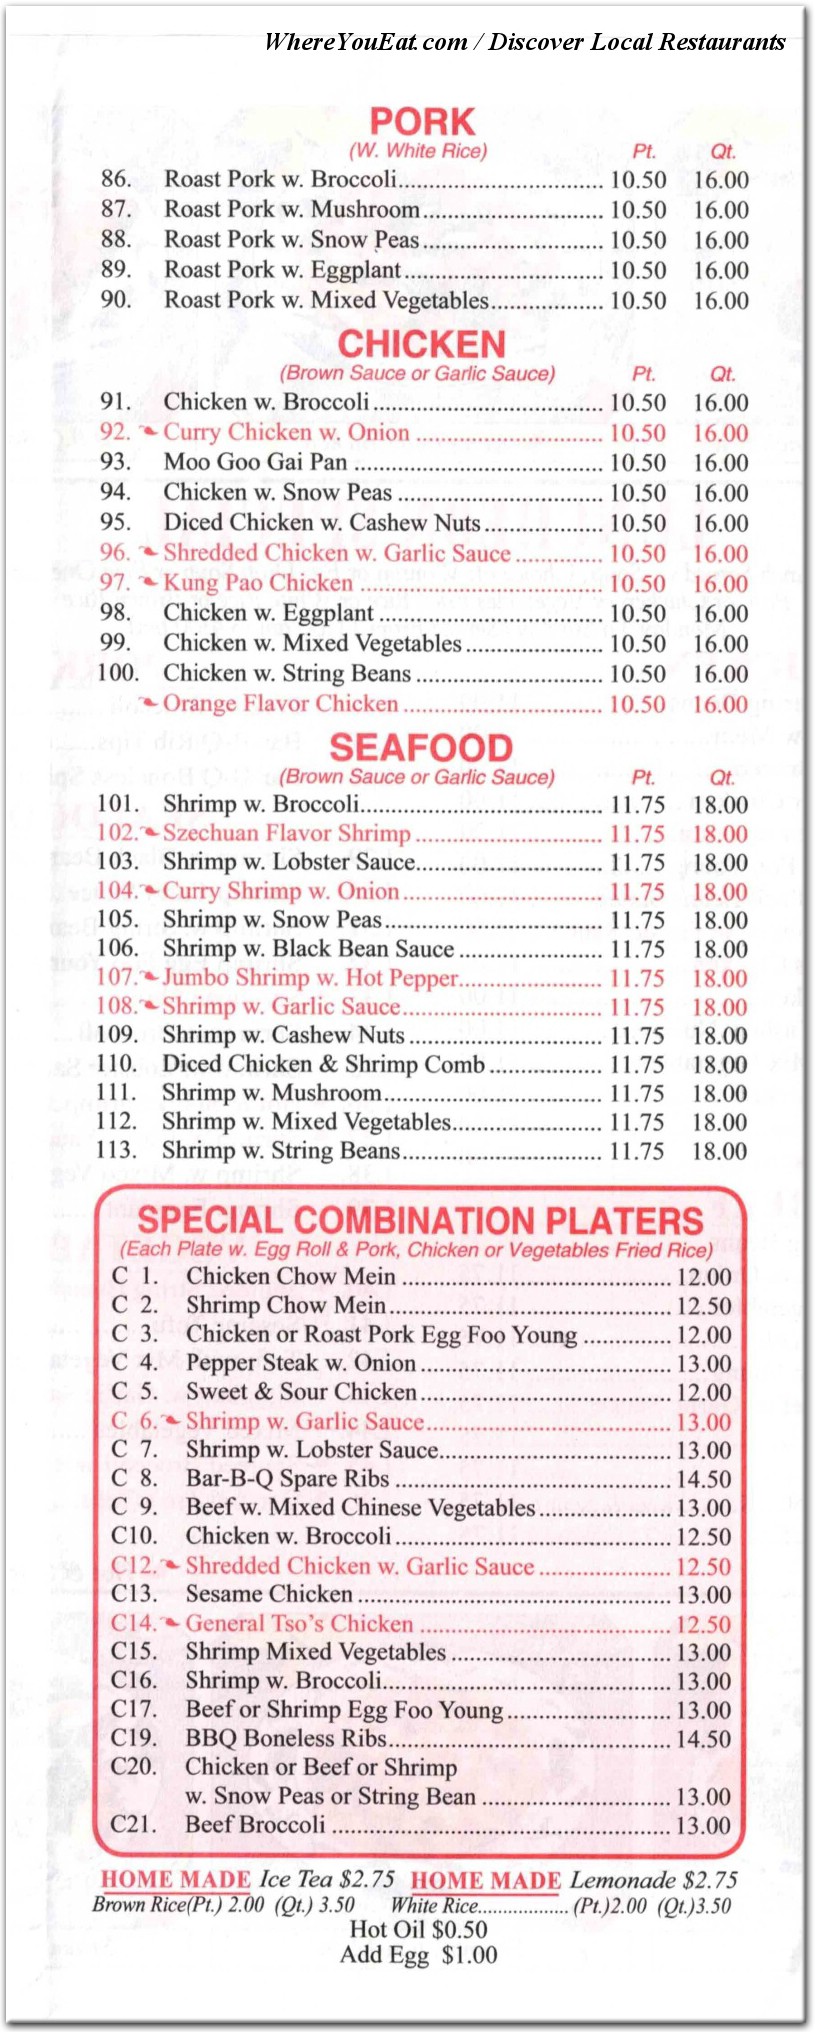 WhereYouEat.com / Discover Local Restaurants
PORK
(W. White Rice) Pt. Qt.
86. Roast Pork w. Broccoli 10.50 16.00
87. Roast Pork w. Mushroom 10.50 16.00
88. Roast Pork w. Snow Peas 10.50 16.00
89. Roast Pork w. Eggplant 10.50 16.00
90. Roast Pork w. Mixed Vegetables 10.50 16.00
CHICKEN
(Brown Sauce or Garlic Sauce) Pt. Qt.
91. Chicken w. Broccoli 10.50 16.00
92. Curry Chicken w. Onion 10.50 16.00
93. Moo Goo Gai Pan 10.50 16.00
94. Chicken w. Snow Peas 10.50 16.00
95. Diced Chicken w. Cashew Nuts 10.50 16.00
96. Shredded Chicken w. Garlic Sauce 10.50 16.00
97. Kung Pao Chicken 10.50 16.00
98. Chicken w. Eggplant 10.50 16.00
99. Chicken w. Mixed Vegetables 10.50 16.00
100. Chicken w. String Beans 10.50 16.00
Orange Flavor Chicken 10.50 16.00
SEAFOOD
(Brown Sauce or Garlic Sauce) Pt. Qt.
101. Shrimp w. Broccoli 11.75 18.00
102. Szechuan Flavor Shrimp 11.75 18.00
103. Shrimp w. Lobster Sauce 11.75 18.00
104. Curry Shrimp w. Onion 11.75 18.00
105. Shrimp w. Snow Peas 11.75 18.00
106. Shrimp w. Black Bean Sauce 11.75 18.00
107. Jumbo Shrimp w. Hot Pepper 11.75 18.00
108. Shrimp w. Garlic Sauce 11.75 18.00
109. Shrimp w. Cashew Nuts 11.75 18.00
110. Diced Chicken & Shrimp Comb 11.75 18.00
111. Shrimp w. Mushroom 11.75 18.00
112. Shrimp w. Mixed Vegetables 11.75 18.00
113. Shrimp w. String Beans 11.75 18.00
SPECIAL COMBINATION PLATERS
(Each Plate w. Egg Roll & Pork, Chicken or Vegetables Fried Rice)
C 1. Chicken Chow Mein 12.00
C 2. Shrimp Chow Mein 12.50
C 3. Chicken or Roast Pork Egg Foo Young 12.00
C 4. Pepper Steak w. Onion 13.00
C 5. Sweet & Sour Chicken 12.00
C 6. Shrimp w. Garlic Sauce 13.00
C 7. Shrimp w. Lobster Sauce 13.00
C 8. Bar-B-Q Spare Ribs 14.50
C 9. Beef w. Mixed Chinese Vegetables 13.00
C10. Chicken w. Broccoli 12.50
C12. Shredded Chicken w. Garlic Sauce 12.50
C13. Sesame Chicken 13.00
C14. General Tso's Chicken 12.50
C15. Shrimp Mixed Vegetables 13.00
C16. Shrimp w. Broccoli 13.00
C17. Beef or Shrimp Egg Foo Young 13.00
C19. BBQ Boneless Ribs 14.50
C20. Chicken or Beef or Shrimp
w. Snow Peas or String Bean 13.00
C21. Beef Broccoli 13.00
HOME MADE Ice Tea $2.75 HOME MADE Lemonade $2.75
Brown Rice(Pt.) 2.00 (Qt.) 3.50 White Rice (Pt.)2.00 (Qt.)3.50
Hot Oil $0.50
Add Egg $1.00